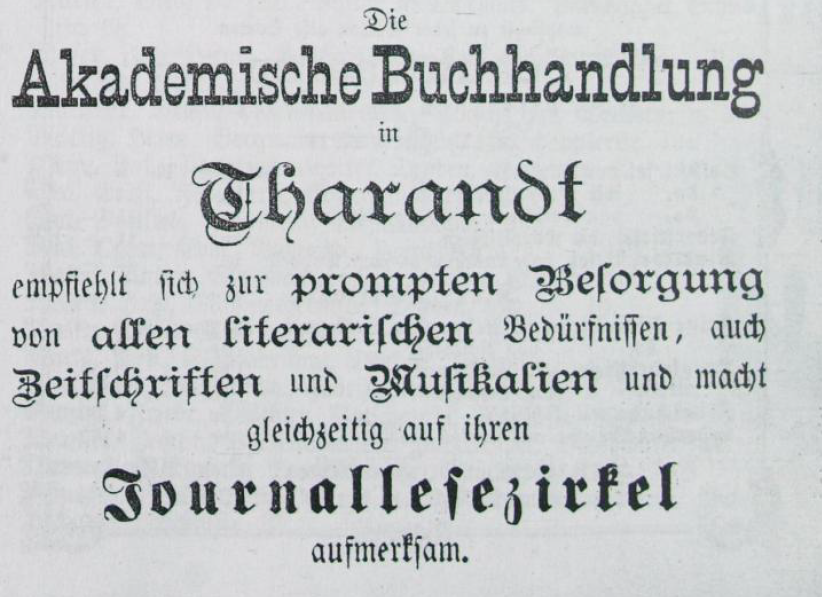 Die
Akademische Buchhandlung
in
Tharandt
empfiehlt ſich zur prompten Beſorgung
von allen literariſchen Bedürfniſſen, auch
Zeitſchriften und Muſikalien und macht
gleichzeitig auf ihren
Journalleſezirkel
aufmerkſam.